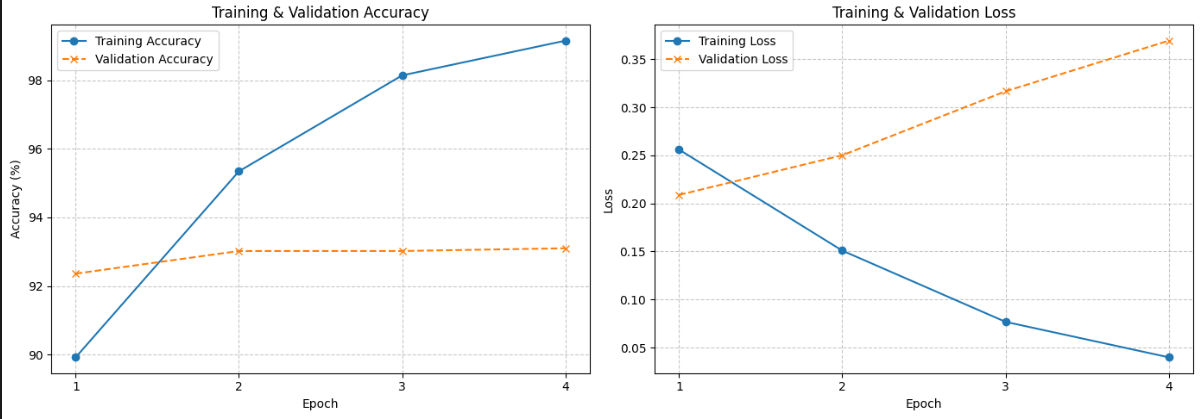 Training & Validation Accuracy
Training Accuracy
Validation Accuracy
Accuracy (%)
98
96
94
92
90
1 2 3 4
Epoch
Training & Validation Loss
Training Loss
Validation Loss
Loss
0.35
0.30
0.25
0.20
0.15
0.10
0.05
1 2 3 4
Epoch